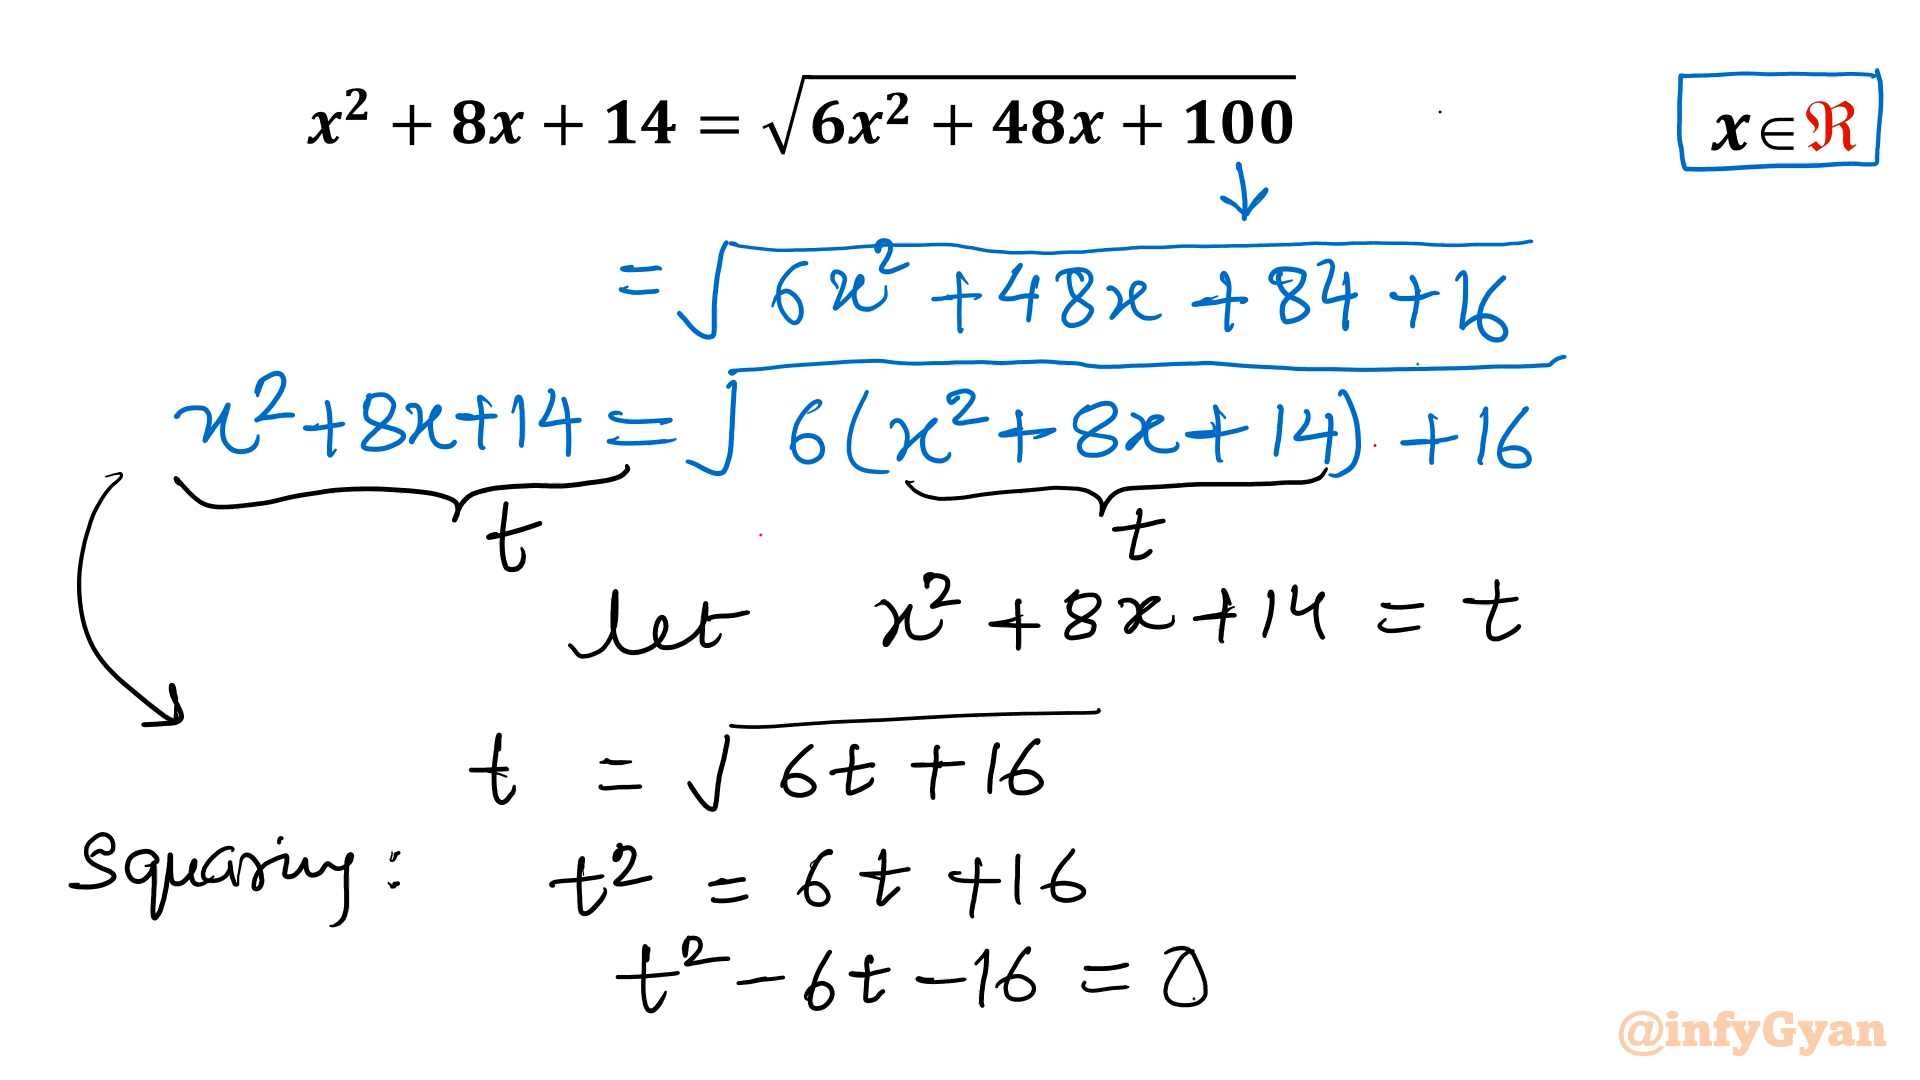 x² + 8x + 14 = √(6x² + 48x + 100) x∈ℜ
= √(6x² + 48x + 84 + 16)
x² + 8x + 14 = √(6(x² + 8x + 14) + 16)
t t
let x² + 8x + 14 = t
t = √(6t + 16)
Squaring: t² = 6t + 16
t² - 6t - 16 = 0
@infyGyan